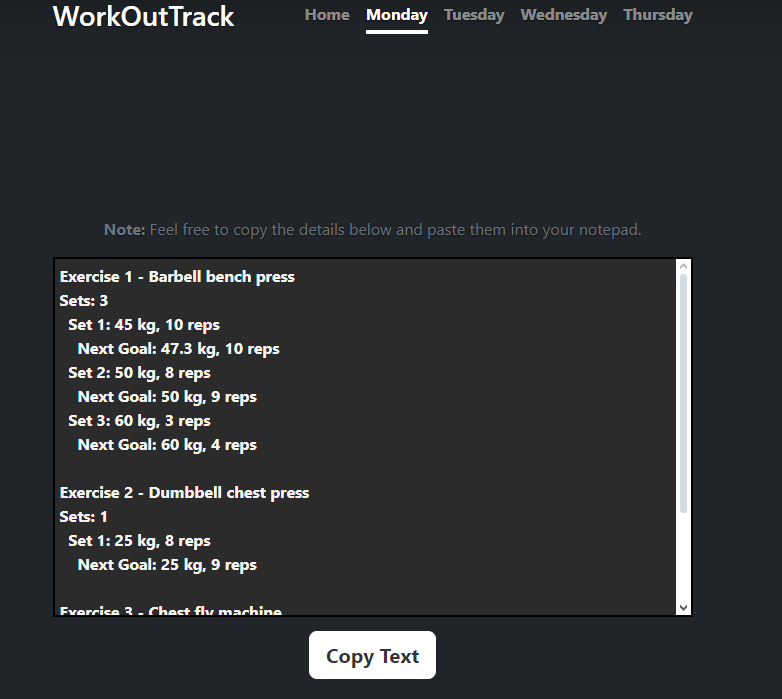 WorkOutTrack
Home Monday Tuesday Wednesday Thursday
Note: Feel free to copy the details below and paste them into your notepad.
Exercise 1 - Barbell bench press
Sets: 3
Set 1: 45 kg, 10 reps
Next Goal: 47.3 kg, 10 reps
Set 2: 50 kg, 8 reps
Next Goal: 50 kg, 9 reps
Set 3: 60 kg, 3 reps
Next Goal: 60 kg, 4 reps
Exercise 2 - Dumbbell chest press
Sets: 1
Set 1: 25 kg, 8 reps
Next Goal: 25 kg, 9 reps
Exercise 3 - Chest fly machine
Copy Text